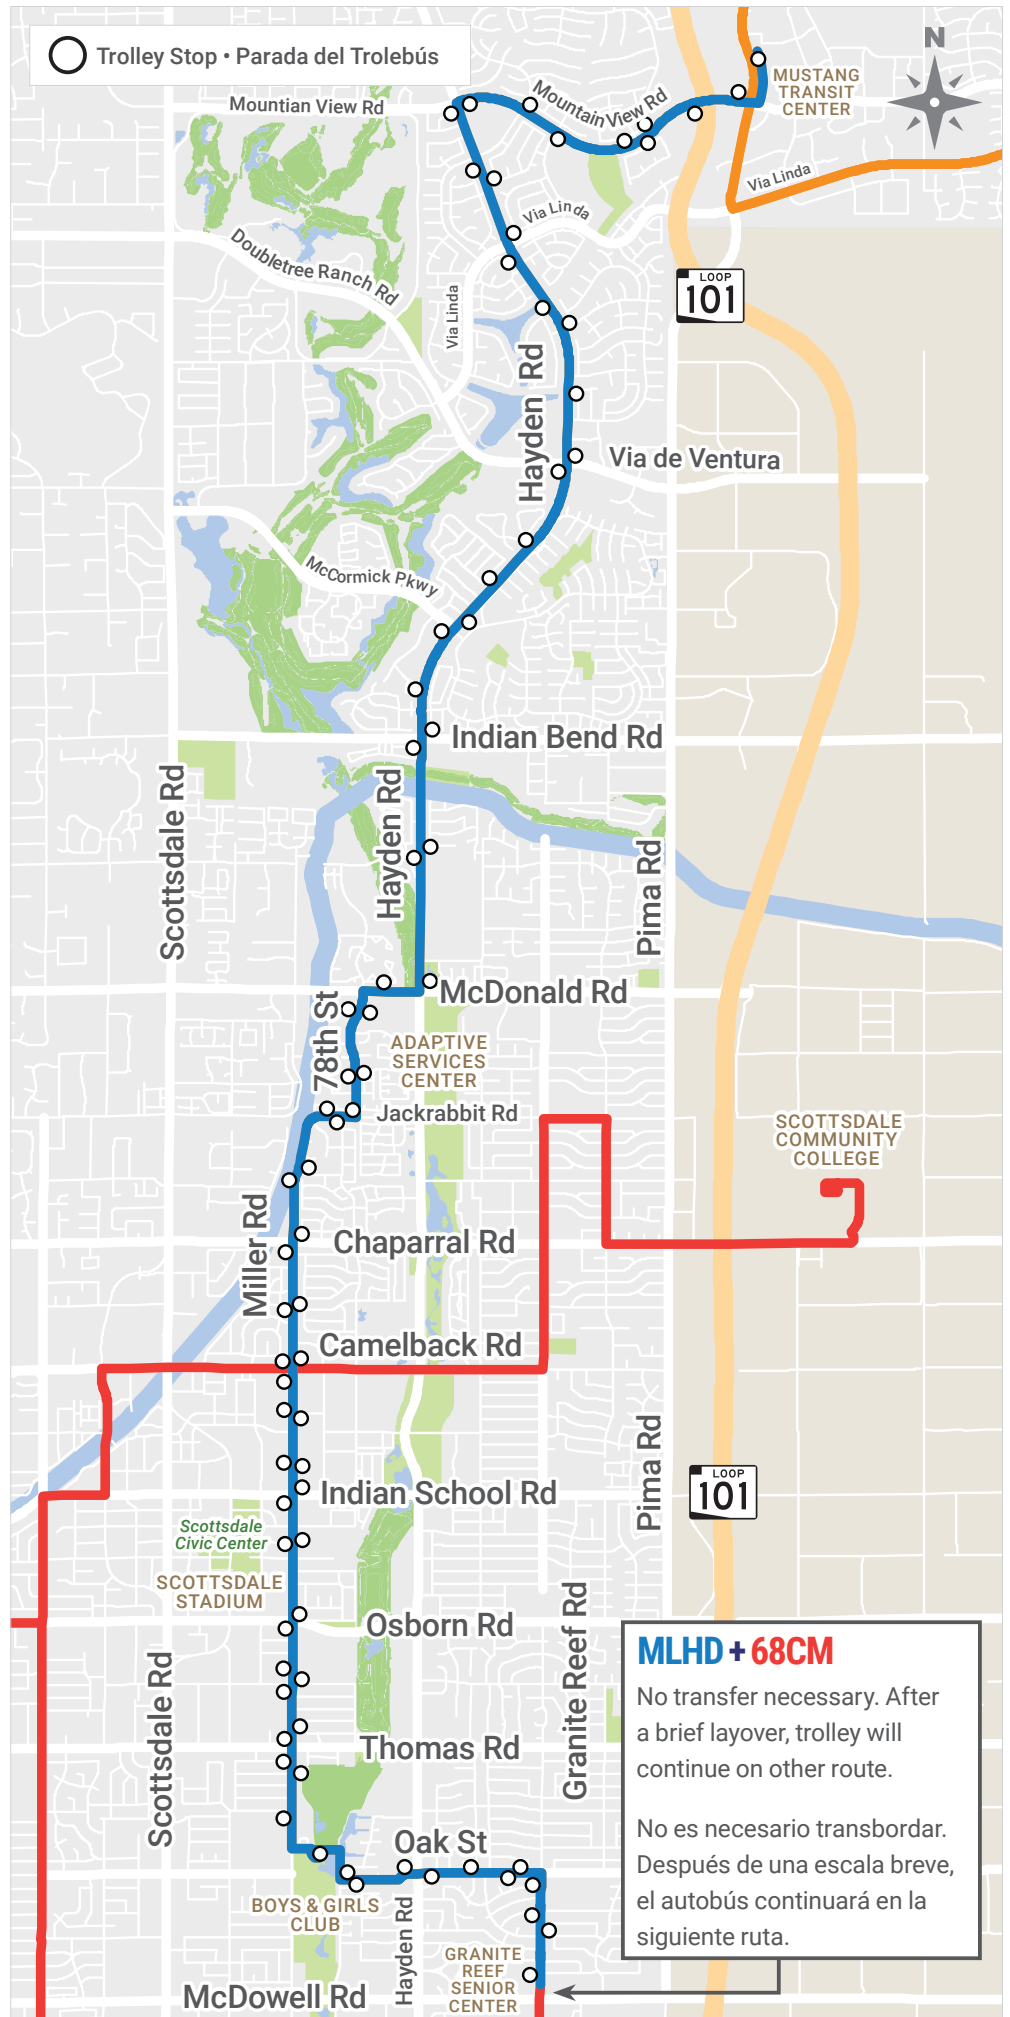 N
Trolley Stop • Parada del Trolebús
MUSTANG
TRANSIT
CENTER
Mountian View Rd
Mountain View Rd
Via Linda
Via Linda
Doubletree Ranch Rd
Via Linda
LOOP
101
Hayden Rd
Via de Ventura
McCormick Pkwy
Indian Bend Rd
Scottsdale Rd
Hayden Rd
Pima Rd
McDonald Rd
78th St
ADAPTIVE
SERVICES
CENTER
Jackrabbit Rd
SCOTTSDALE
COMMUNITY
COLLEGE
Miller Rd
Chaparral Rd
Camelback Rd
Pima Rd
LOOP
101
Indian School Rd
Scottsdale
Civic Center
SCOTTSDALE
STADIUM
Osborn Rd
Granite Reef Rd
Scottsdale Rd
Thomas Rd
MLHD + 68CM
No transfer necessary. After
a brief layover, trolley will
continue on other route.
No es necesario transbordar.
Después de una escala breve,
el autobús continuará en la
siguiente ruta.
Oak St
BOYS & GIRLS
CLUB
Hayden Rd
GRANITE
REEF
SENIOR
CENTER
McDowell Rd